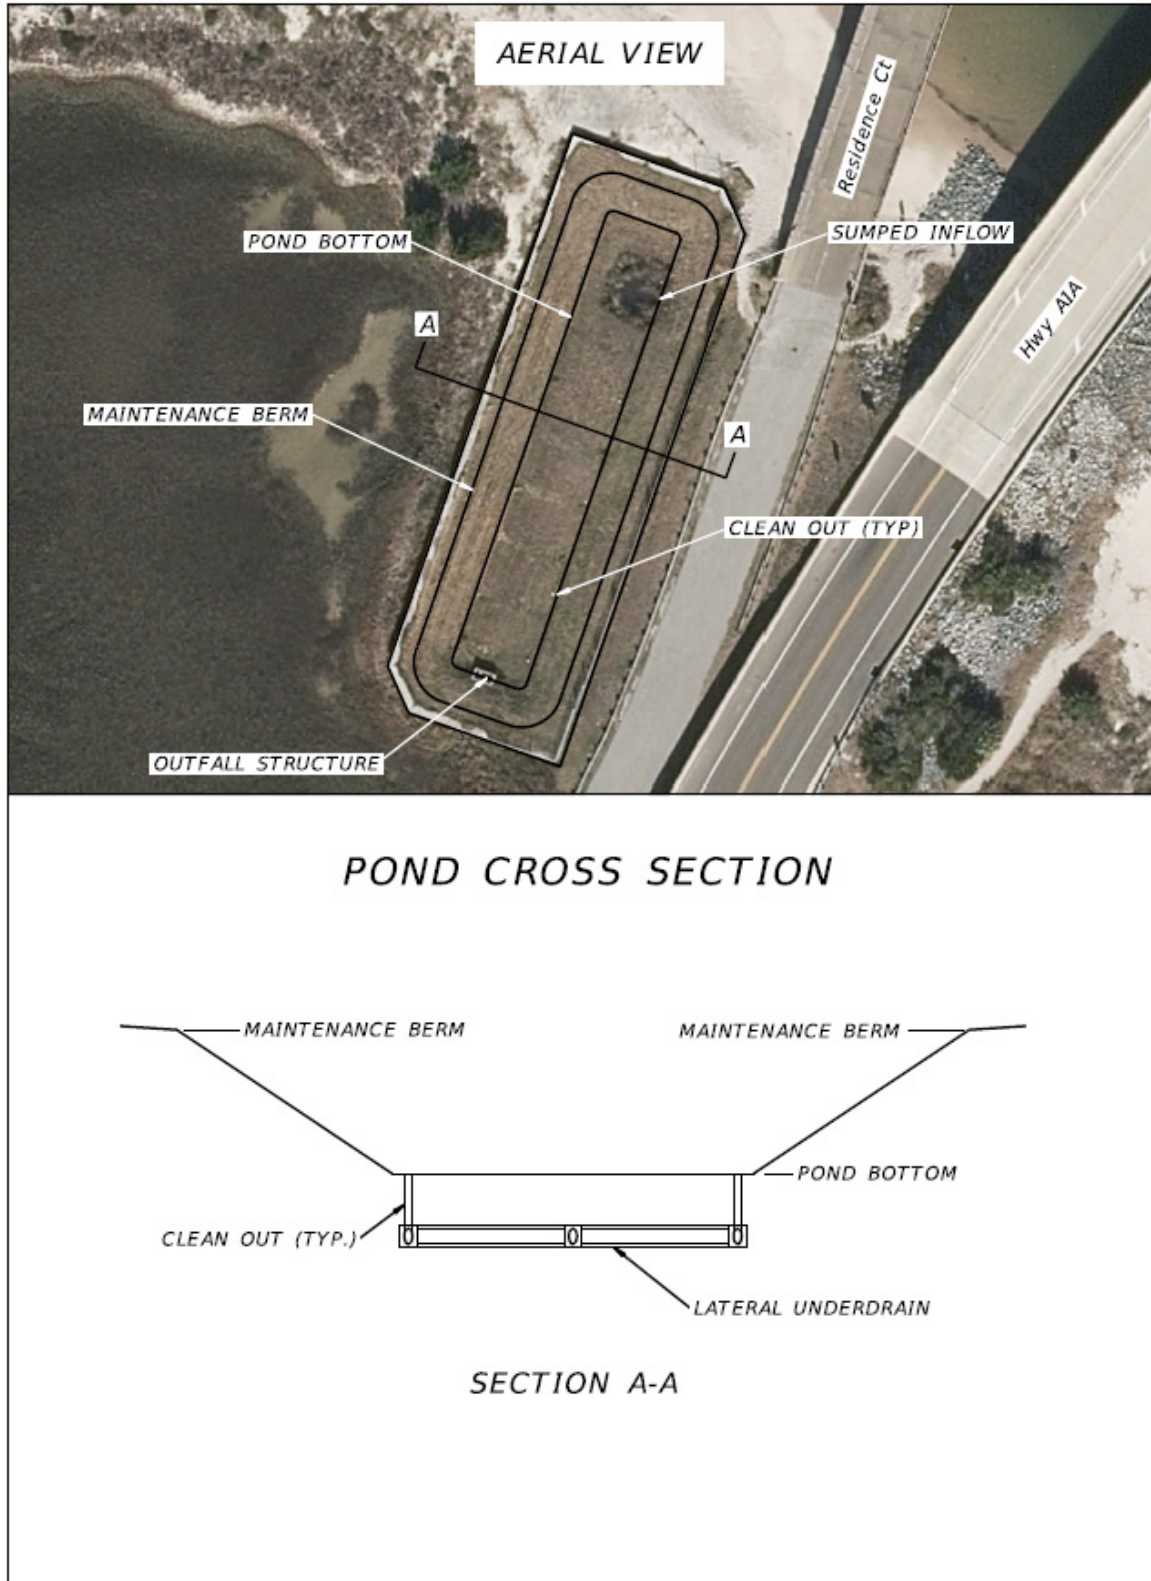 AERIAL VIEW
Residence Ct
POND BOTTOM
SUMPED INFLOW
A
Hwy A1A
MAINTENANCE BERM
A
CLEAN OUT (TYP)
OUTFALL STRUCTURE
POND CROSS SECTION
MAINTENANCE BERM
MAINTENANCE BERM
POND BOTTOM
CLEAN OUT (TYP.)
LATERAL UNDERDRAIN
SECTION A-A